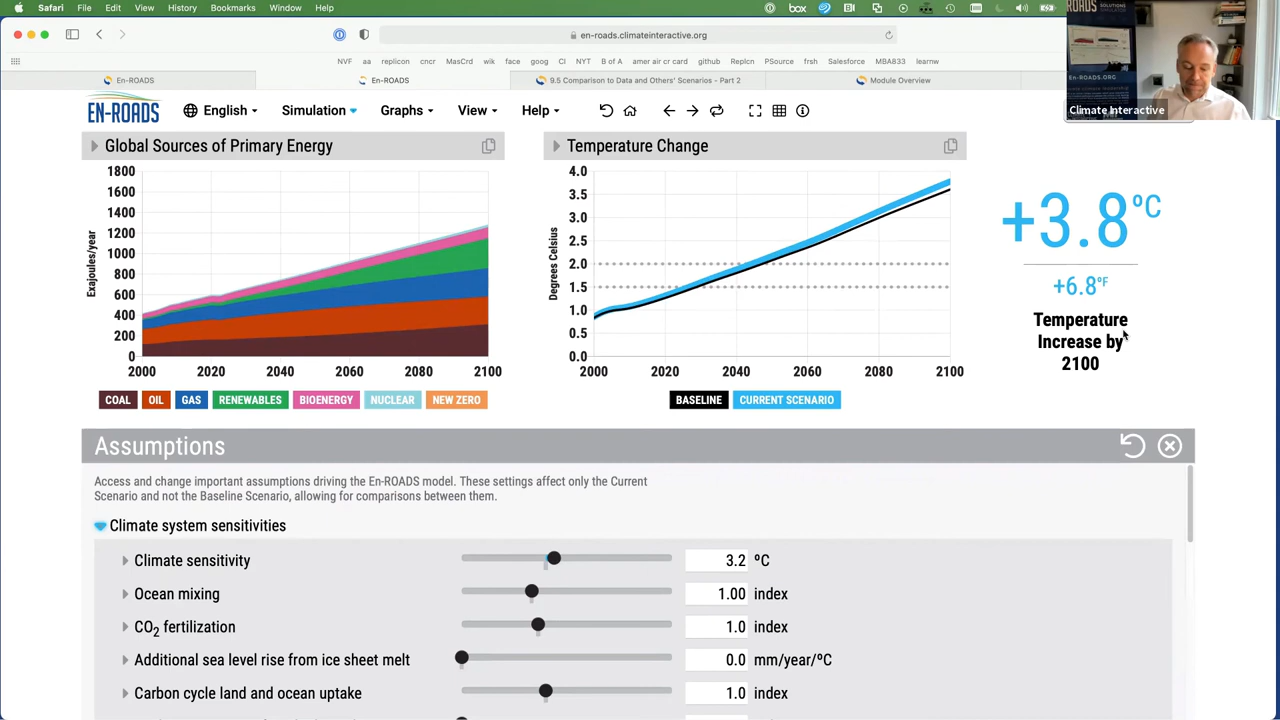 Safari File Edit View History Bookmarks Window Help
box
en-roads.climateinteractive.org
NVF aa replicon cncr MasCrd wik face goog CI NYT B of A amer air cr card github Replcn PSource frsh Salesforce MBA833 learnw
En-ROADS
En-ROADS
9.5 Comparison to Data and Others' Scenarios - Part 2
Module Overview
ROADS
En-ROADS.ORG
Climate Interactive
EN-ROADS
English
Simulation
Graphs
View
Help
Global Sources of Primary Energy
Exajoules/year
1800
1600
1400
1200
1000
800
600
400
200
0
2000 2020 2040 2060 2080 2100
COAL OIL GAS RENEWABLES BIOENERGY NUCLEAR NEW ZERO
Temperature Change
Degrees Celsius
4.0
3.5
3.0
2.5
2.0
1.5
1.0
0.5
0.0
2000 2020 2040 2060 2080 2100
BASELINE CURRENT SCENARIO
+3.8ºC
+6.8ºF
Temperature
Increase by
2100
Assumptions
Access and change important assumptions driving the En-ROADS model. These settings affect only the Current
Scenario and not the Baseline Scenario, allowing for comparisons between them.
Climate system sensitivities
Climate sensitivity 3.2 ºC
Ocean mixing 1.00 index
CO₂ fertilization 1.0 index
Additional sea level rise from ice sheet melt 0.0 mm/year/ºC
Carbon cycle land and ocean uptake 1.0 index